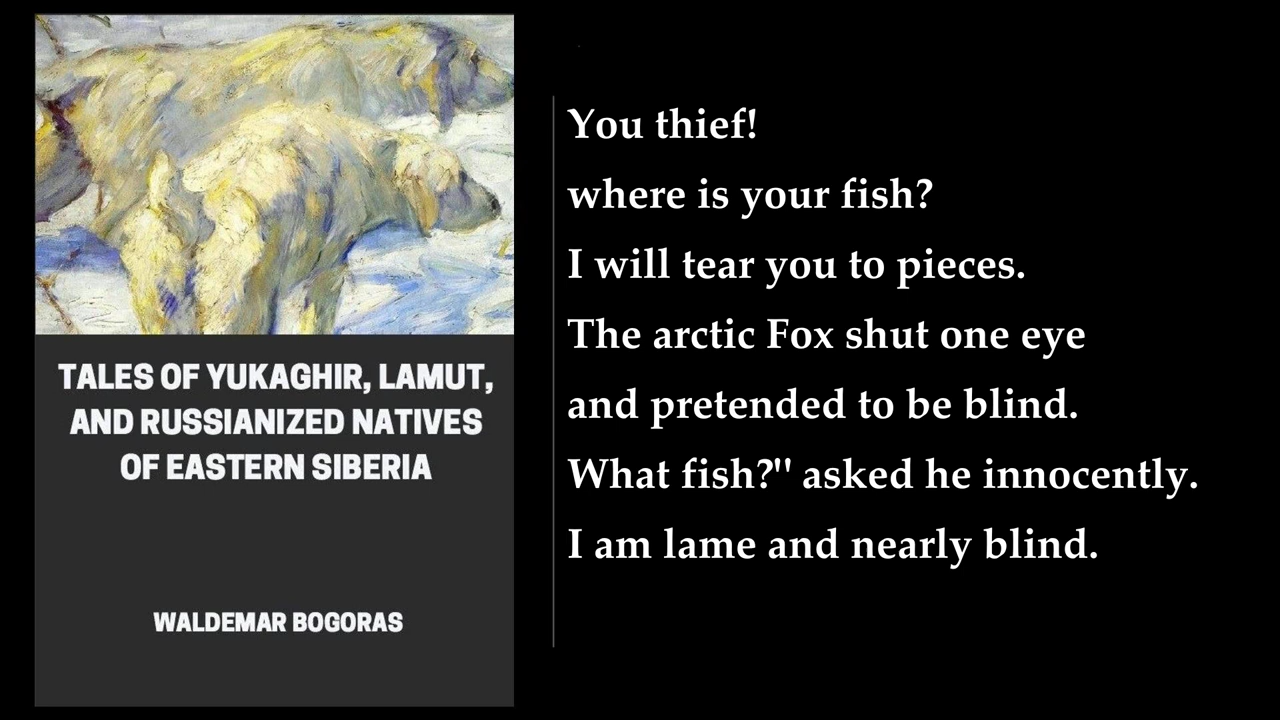 TALES OF YUKAGHIR, LAMUT,
AND RUSSIANIZED NATIVES
OF EASTERN SIBERIA
WALDEMAR BOGORAS
You thief!
where is your fish?
I will tear you to pieces.
The arctic Fox shut one eye
and pretended to be blind.
What fish?" asked he innocently.
I am lame and nearly blind.